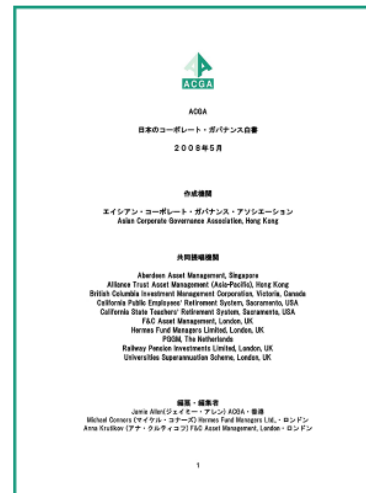 ACGA
ACGA
日本のコーポレート・ガバナンス白書
2008年5月
作成機関
エイシアン・コーポレート・ガバナンス・アソシエーション
Asian Corporate Governance Association, Hong Kong
共同提唱機関
Aberdeen Asset Management, Singapore
Alliance Trust Asset Management (Asia-Pacific), Hong Kong
British Columbia Investment Management Corporation, Victoria, Canada
California Public Employees' Retirement System, Sacramento, USA
California State Teachers' Retirement System, Sacramento, USA
F&C Asset Management, London, UK
Hermes Fund Managers Limited, London, UK
PGGM, The Netherlands
Railway Pension Investments Limited, London, UK
Universities Superannuation Scheme, London, UK
編纂・編集者
Jamie Allen(ジェイミー・アレン) ACGA・香港
Michael Connors (マイケル・コナーズ) Hermes Fund Managers Ltd.,・ロンドン
Anna Krutikov (アナ・クルティコフ) F&C Asset Management, London・ロンドン
1